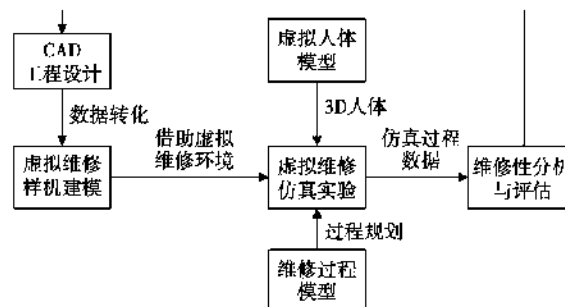 CAD
工程设计
数据转化
虚拟维修
样机建模
借助虚拟
维修环境
虚拟人体
模型
3D人体
虚拟维修
仿真实验
过程规划
维修过程
模型
仿真过程
数据
维修性分析
与评估